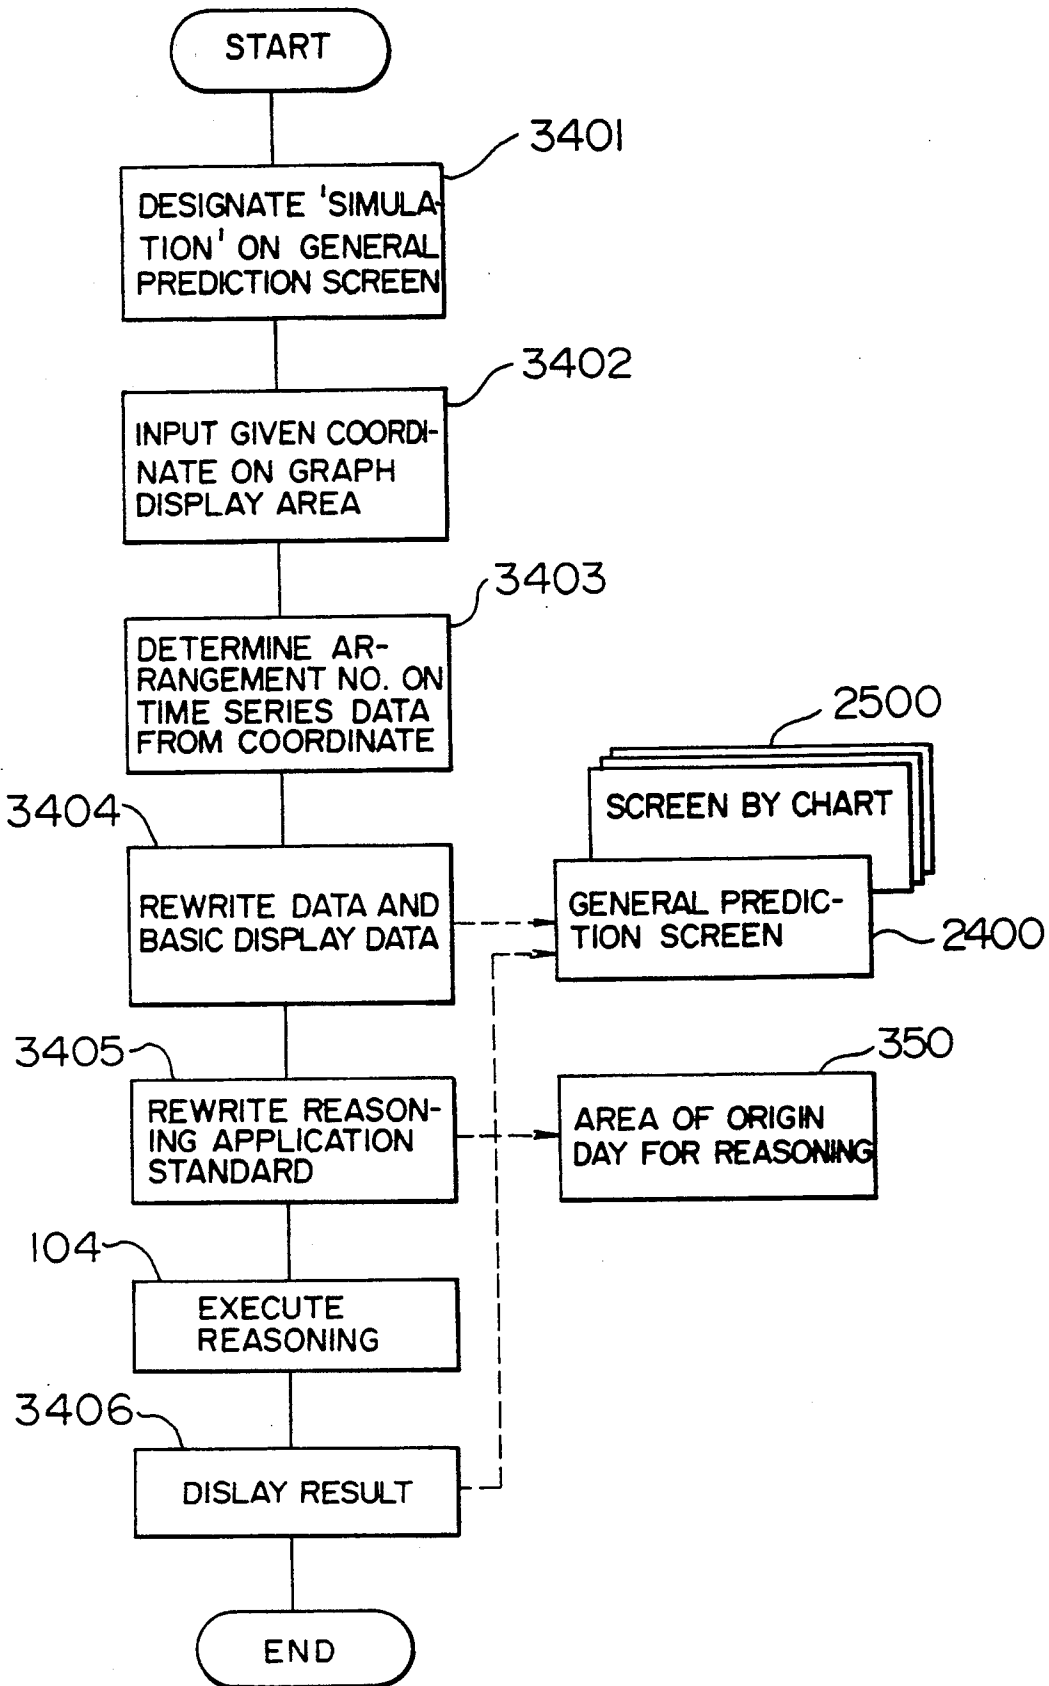 START
3401
DESIGNATE 'SIMULA-
TION' ON GENERAL
PREDICTION SCREEN
3402
INPUT GIVEN COORDI-
NATE ON GRAPH
DISPLAY AREA
3403
DETERMINE AR-
RANGEMENT NO. ON
TIME SERIES DATA
FROM COORDINATE
2500
SCREEN BY CHART
3404
REWRITE DATA AND
BASIC DISPLAY DATA
GENERAL PREDIC-
TION SCREEN
2400
3405
REWRITE REASON-
ING APPLICATION
STANDARD
350
AREA OF ORIGIN
DAY FOR REASONING
104
EXECUTE
REASONING
3406
DISLAY RESULT
END